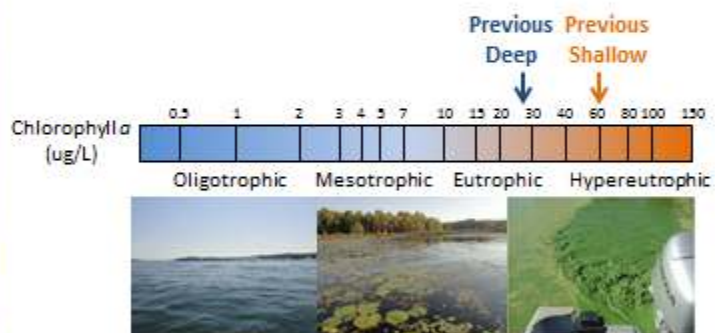 Previous Previous
Deep Shallow
0.5 1 2 3 4 5 7 10 15 20 30 40 60 80 100 150
Chlorophyll a
(ug/L)
Oligotrophic Mesotrophic Eutrophic Hypereutrophic